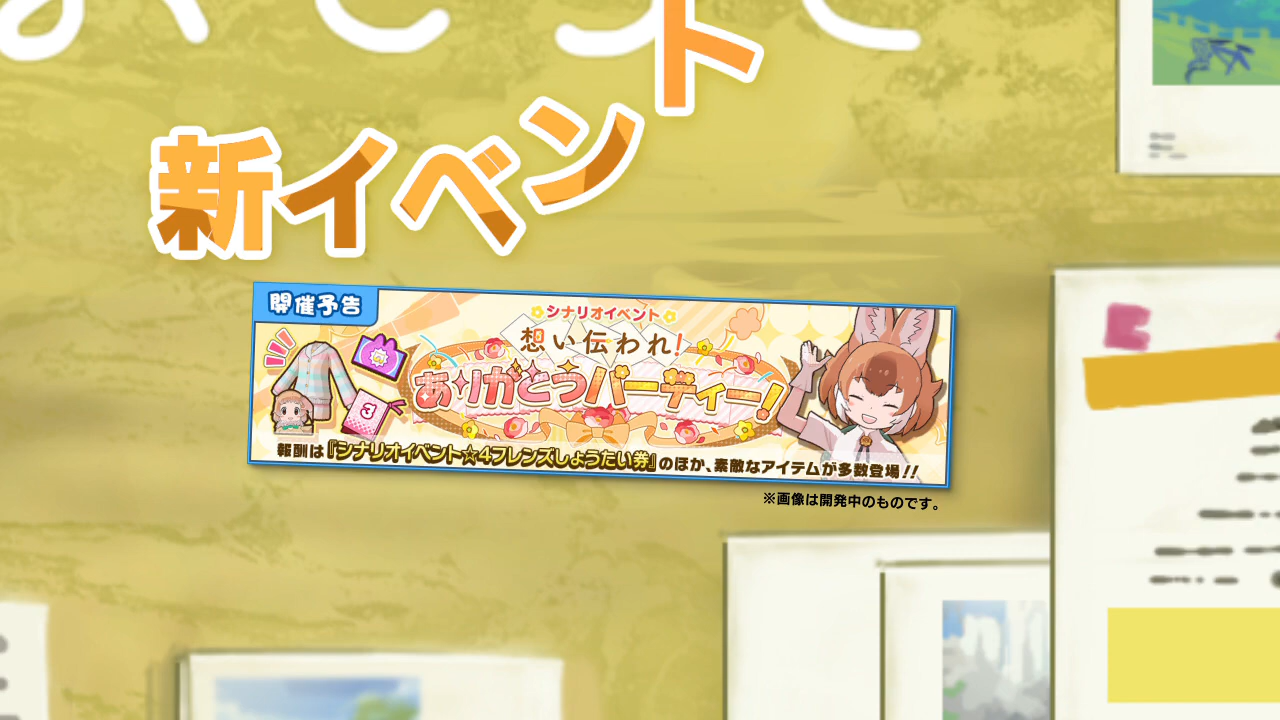 新イベント
開催予告
シナリオイベント
想い伝われ!
ありがとうパーティー!
3
報酬は『シナリオイベント☆4フレンズしょうたい券』のほか、素敵なアイテムが多数登場!!
※画像は開発中のものです。